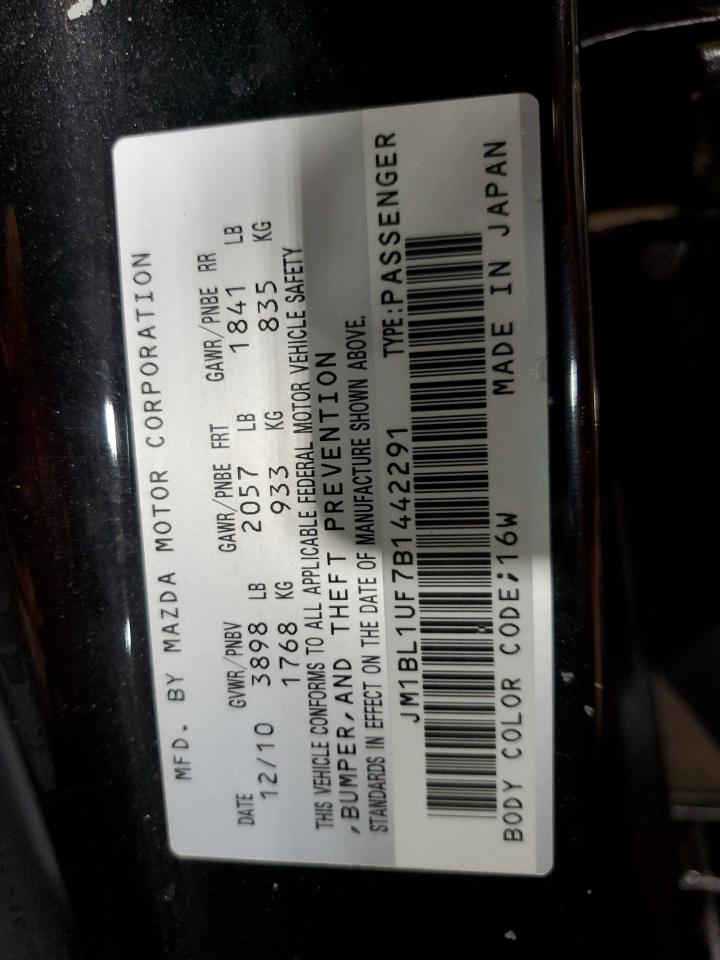 MFD. BY MAZDA MOTOR CORPORATION
DATE GVWR/PNBV GAWR/PNBE FRT GAWR/PNBE RR
12/10 3898 LB 2057 LB 1841 LB
1768 KG 933 KG 835 KG
THIS VEHICLE CONFORMS TO ALL APPLICABLE FEDERAL MOTOR VEHICLE SAFETY
,BUMPER,AND THEFT PREVENTION
STANDARDS IN EFFECT ON THE DATE OF MANUFACTURE SHOWN ABOVE.
JM1BL1UF7B1442291 TYPE:PASSENGER
BODY COLOR CODE;16W MADE IN JAPAN